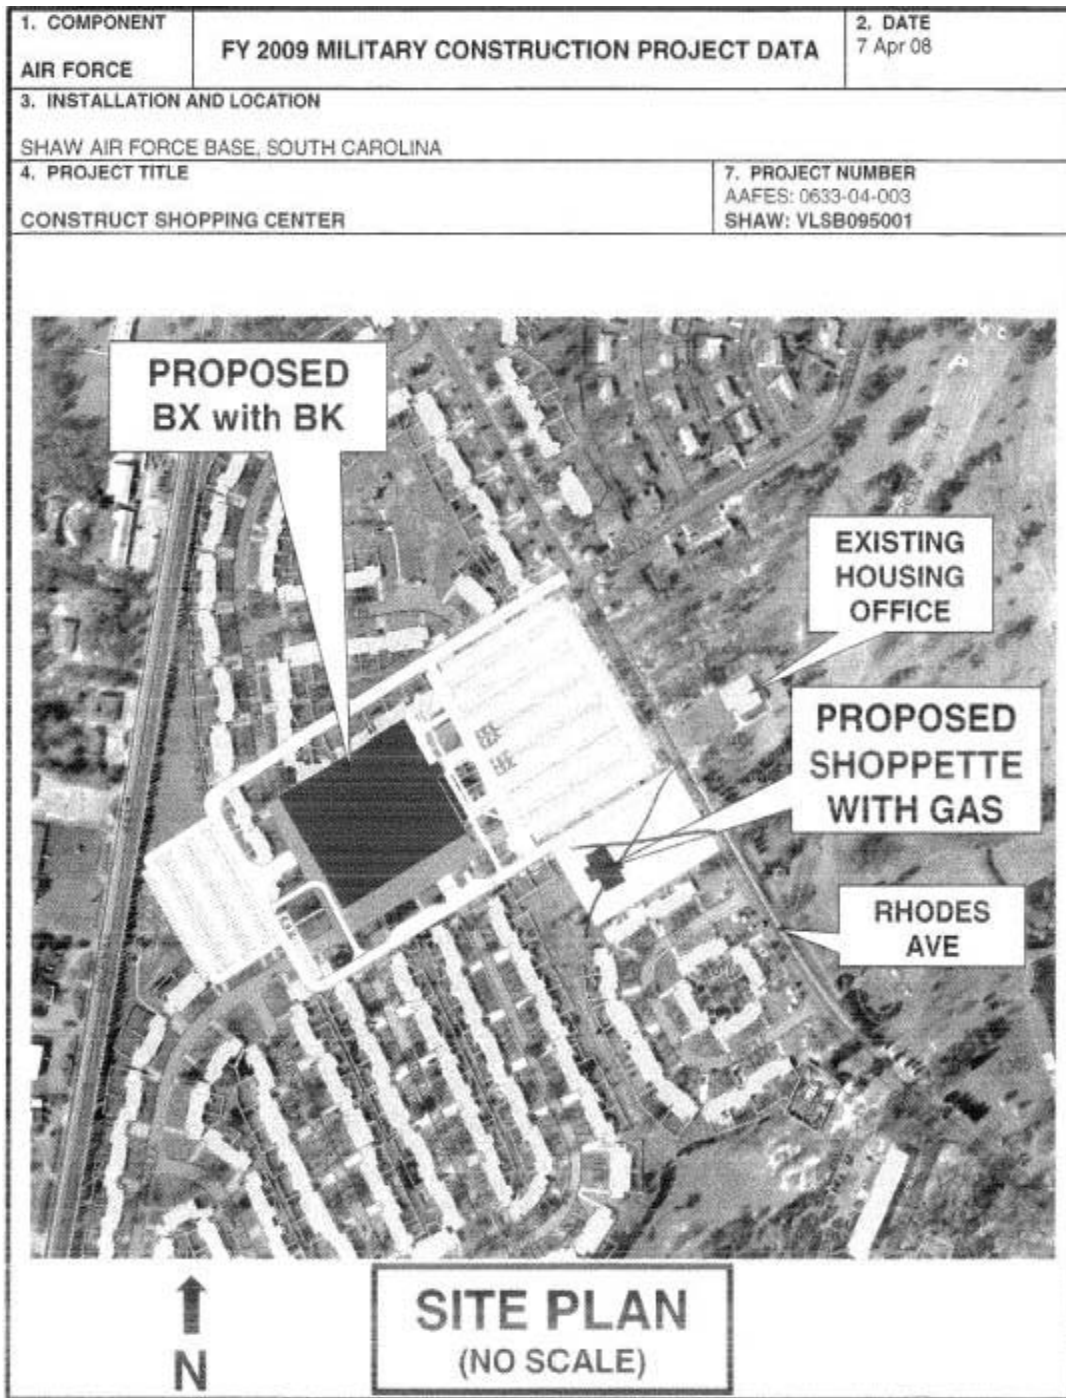 1. COMPONENT
AIR FORCE
FY 2009 MILITARY CONSTRUCTION PROJECT DATA
2. DATE
7 Apr 08
3. INSTALLATION AND LOCATION
SHAW AIR FORCE BASE, SOUTH CAROLINA
4. PROJECT TITLE
CONSTRUCT SHOPPING CENTER
7. PROJECT NUMBER
AAFES: 0633-04-003
SHAW: VLSB095001
PROPOSED
BX with BK
EXISTING
HOUSING
OFFICE
PROPOSED
SHOPPETTE
WITH GAS
RHODES
AVE
N
SITE PLAN
(NO SCALE)